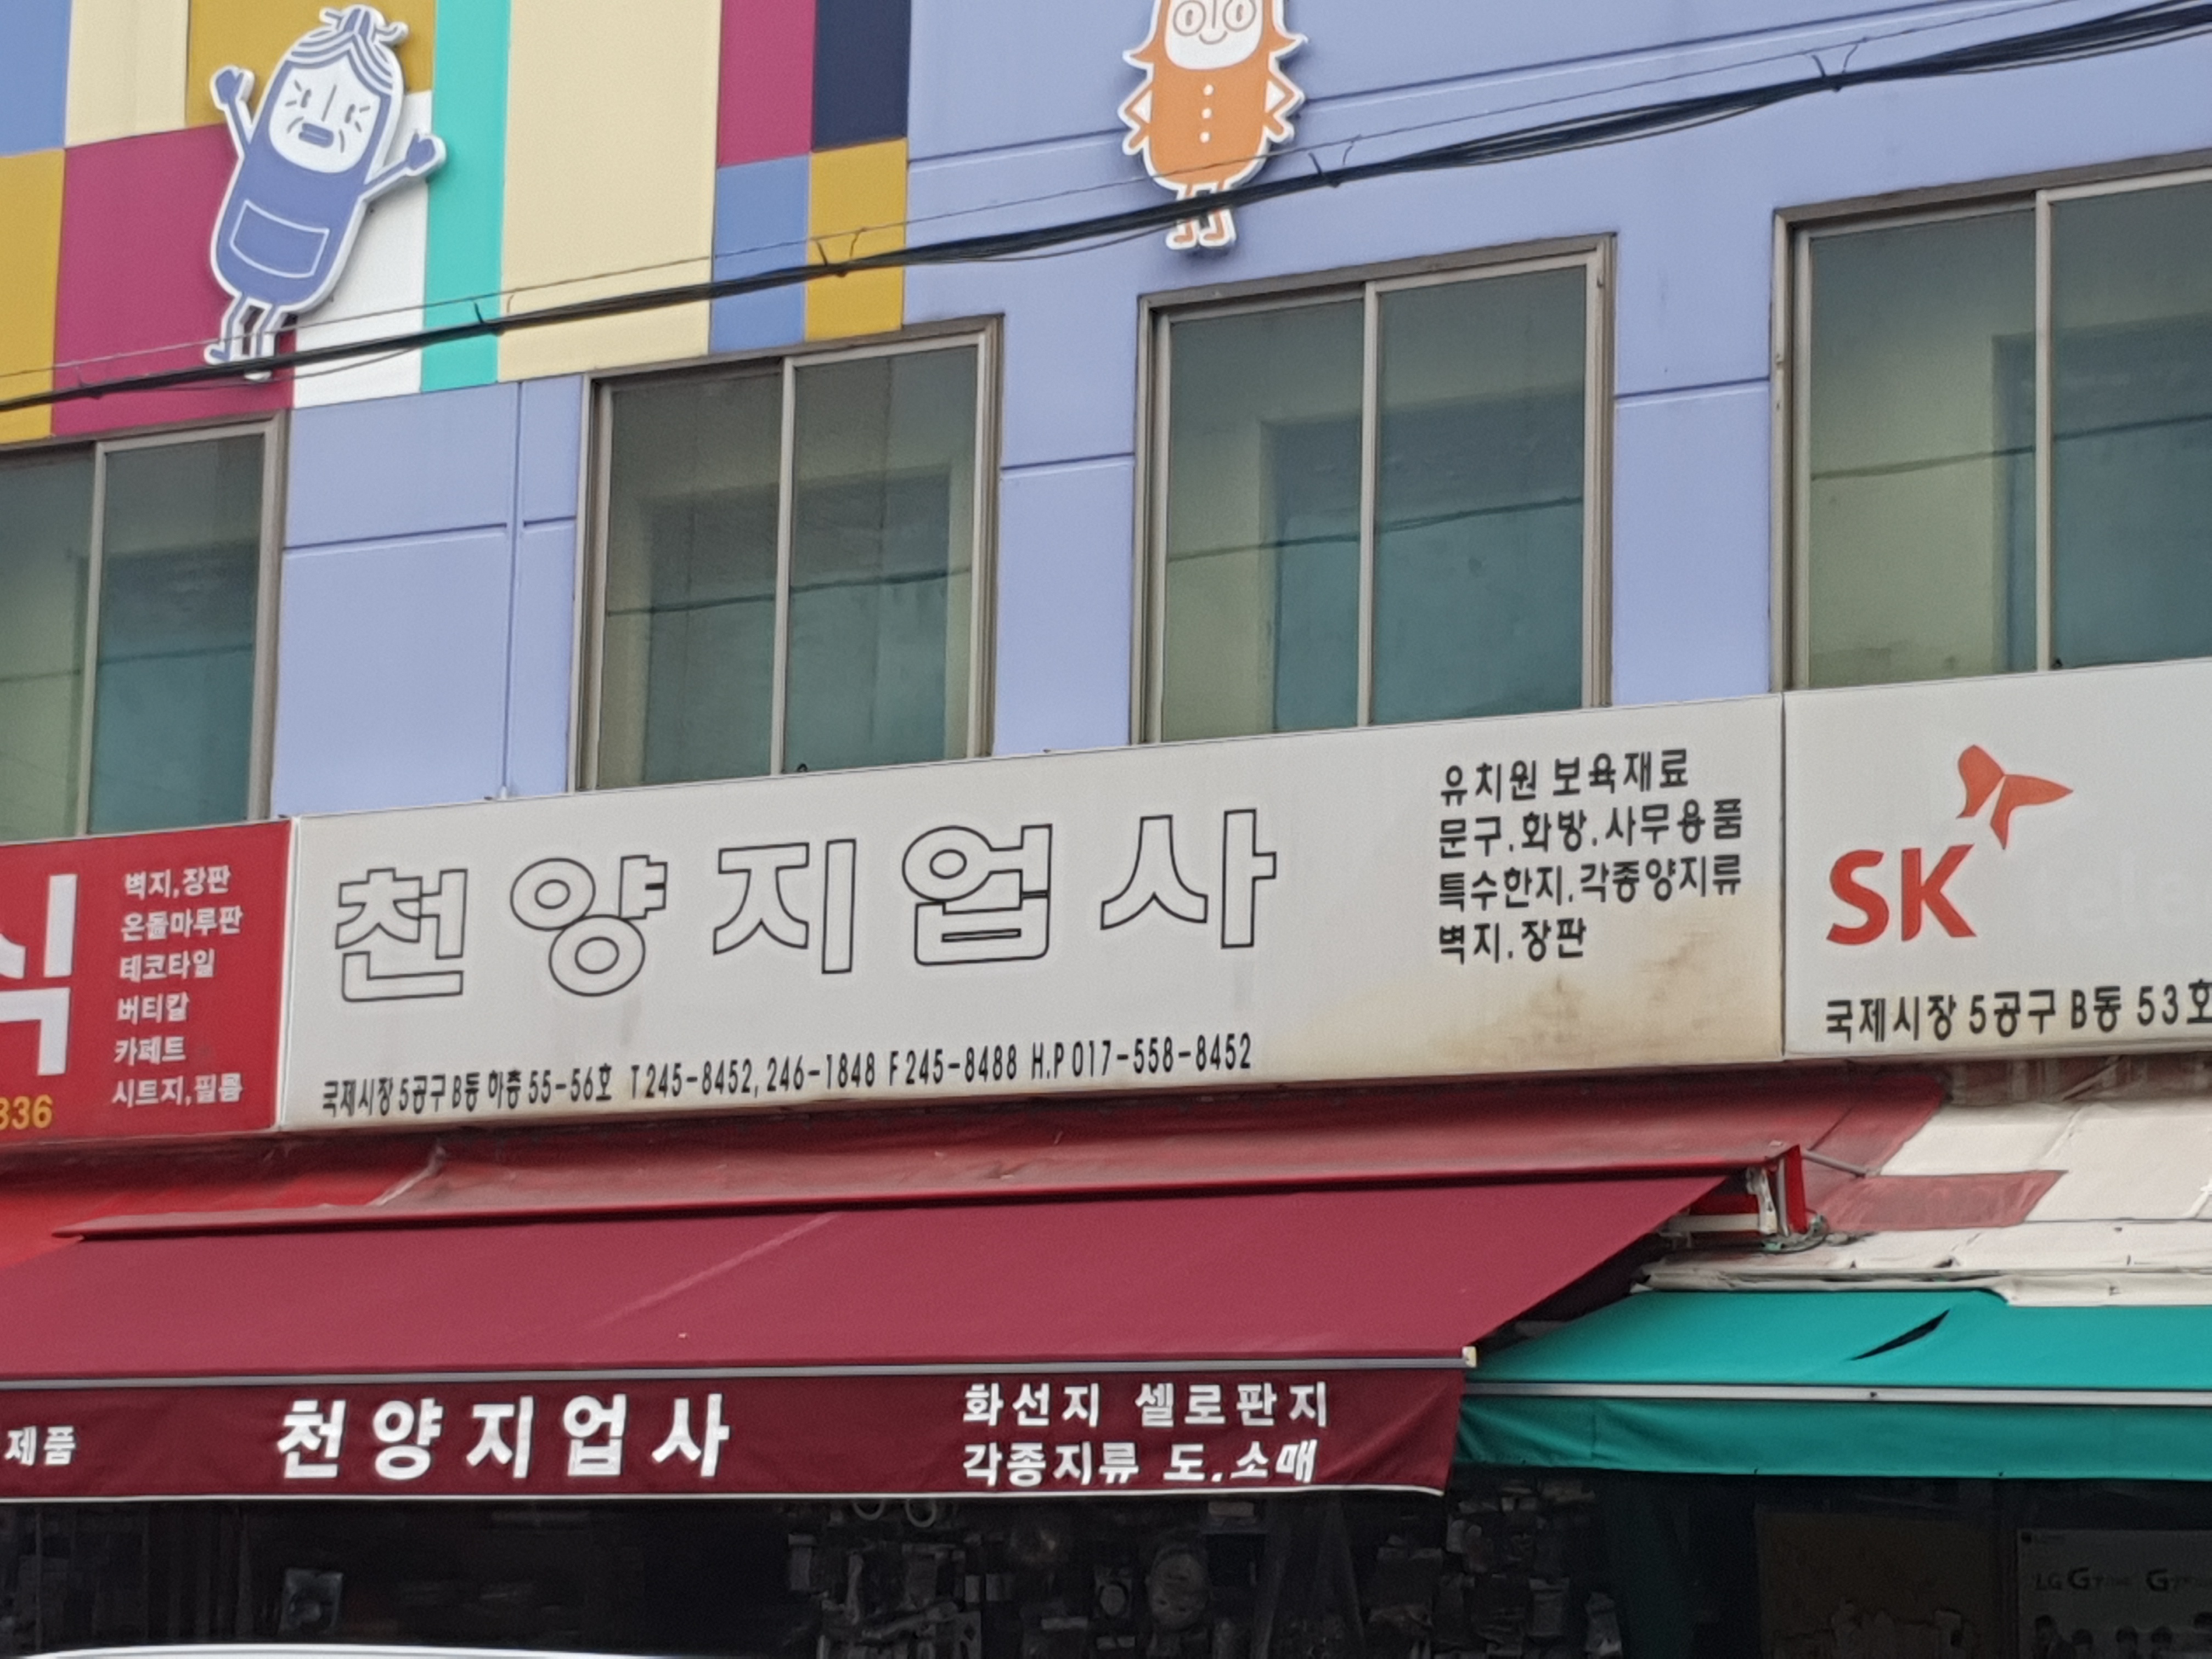 식
벽지,장판
온돌마루판
테코타일
버티칼
카페트
시트지,필름
336
천양지업사
유치원 보육재료
문구.화방.사무용품
특수한지.각종양지류
벽지.장판
국제시장 5공구 B동 하층 55-56호 T 245-8452, 246-1848 F 245-8488 H.P 017-558-8452
SK
국제시장 5공구 B동 53호
제품
천양지업사
화선지 셀로판지
각종지류 도.소매
LG G